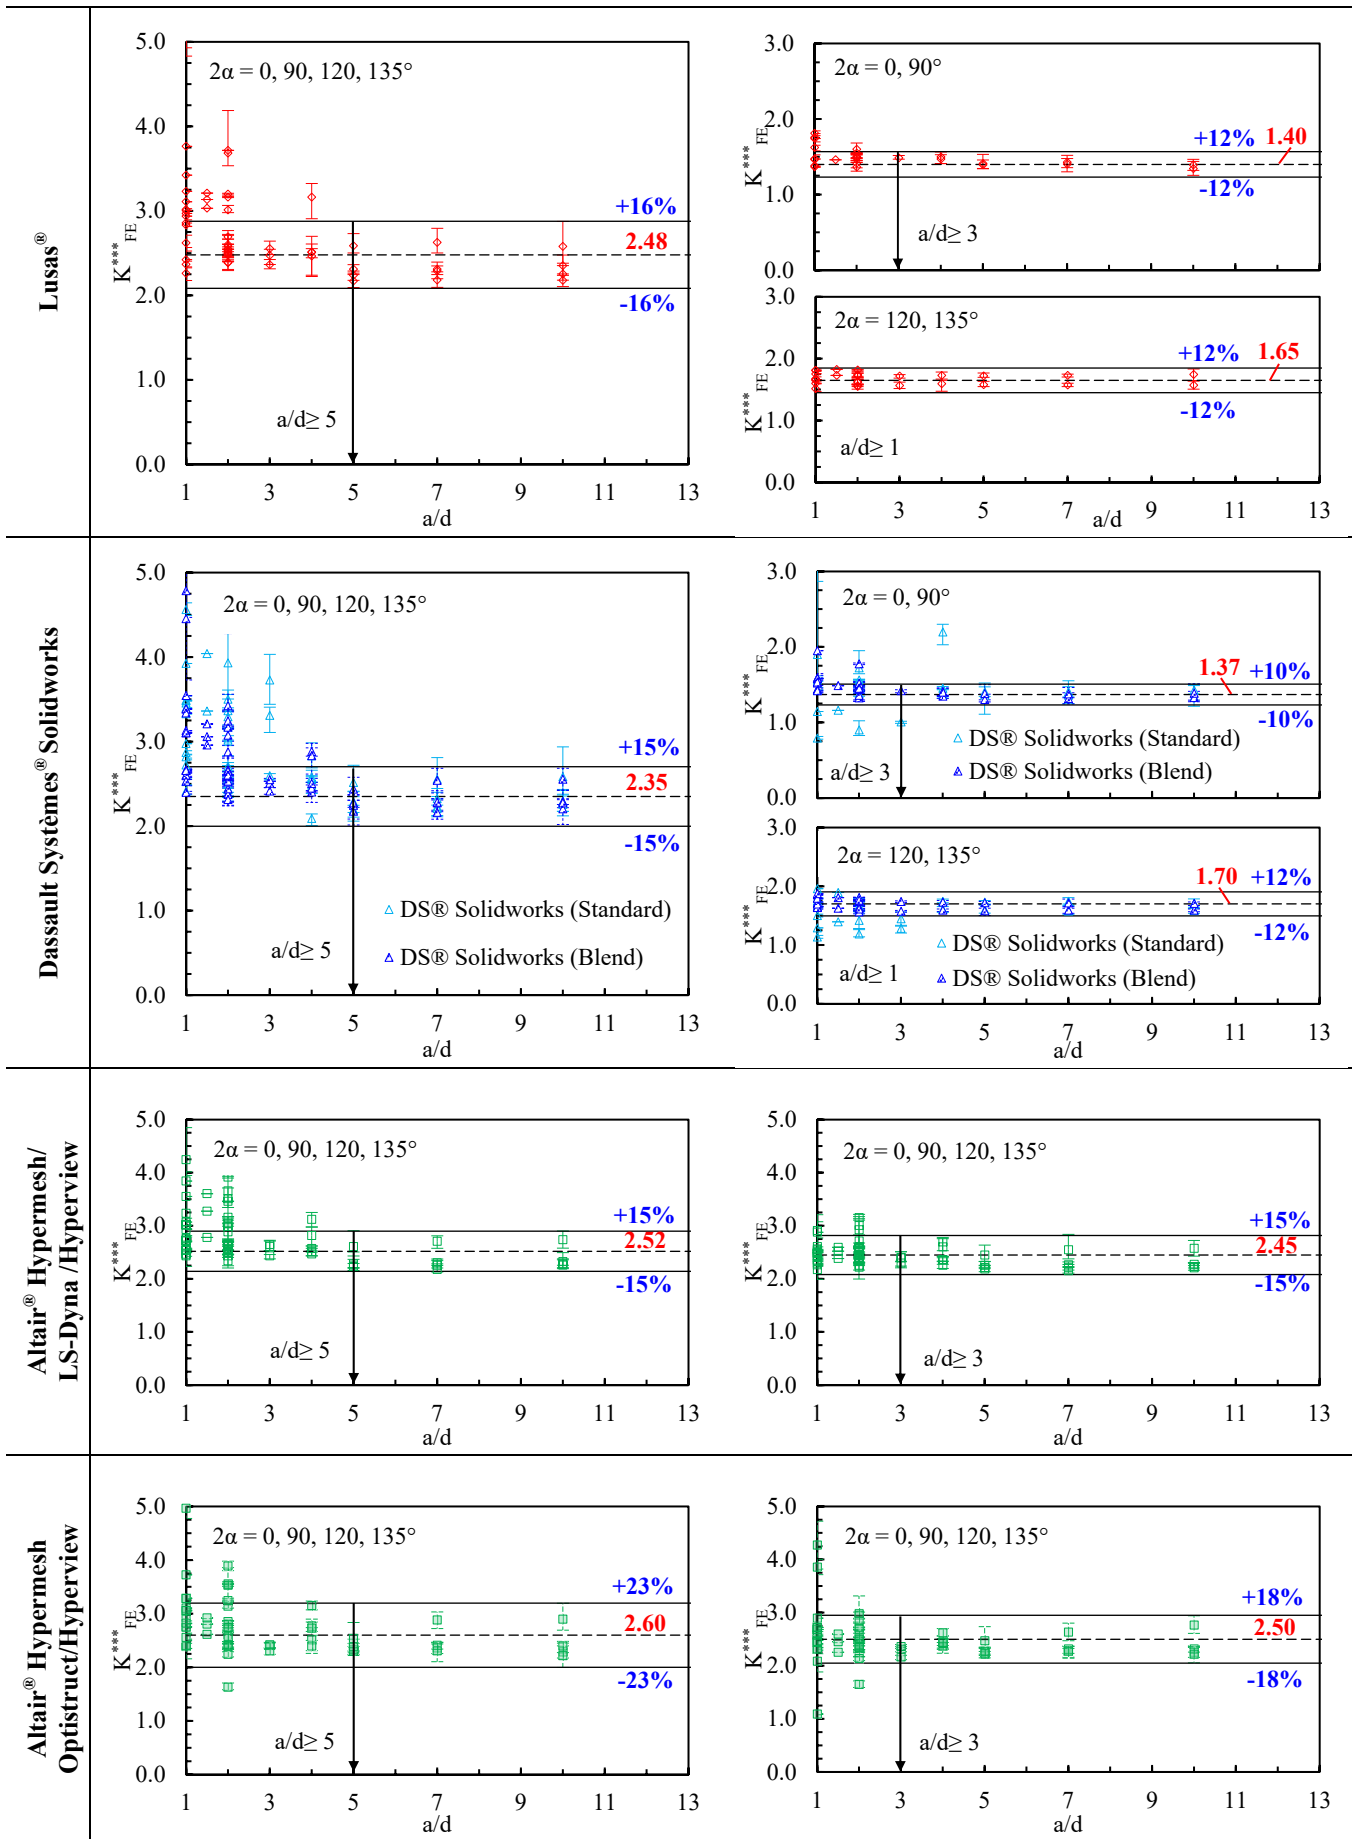 Lusas®
5.0
4.0
3.0
2.0
1.0
0.0
K***FE
2α = 0, 90, 120, 135°
+16%
2.48
-16%
a/d≥ 5
1 3 5 7 9 11 13
a/d
3.0
2.0
1.0
0.0
K***FE
2α = 0, 90°
+12% 1.40
-12%
a/d≥ 3
3.0
2.0
1.0
0.0
K***FE
2α = 120, 135°
+12% 1.65
-12%
a/d≥ 1
1 3 5 7 9 11 13
a/d
Dassault Systèmes® Solidworks
5.0
4.0
3.0
2.0
1.0
0.0
K***FE
2α = 0, 90, 120, 135°
+15%
2.35
-15%
DS® Solidworks (Standard)
DS® Solidworks (Blend)
a/d≥ 5
1 3 5 7 9 11 13
a/d
3.0
2.0
1.0
0.0
K***FE
2α = 0, 90°
1.37 +10%
-10%
DS® Solidworks (Standard)
DS® Solidworks (Blend)
a/d≥ 3
3.0
2.0
1.0
0.0
K***FE
2α = 120, 135°
1.70 +12%
-12%
DS® Solidworks (Standard)
DS® Solidworks (Blend)
a/d≥ 1
1 3 5 7 9 11 13
a/d
Altair® Hypermesh/
LS-Dyna /Hyperview
5.0
4.0
3.0
2.0
1.0
0.0
K***FE
2α = 0, 90, 120, 135°
+15%
2.52
-15%
a/d≥ 5
1 3 5 7 9 11 13
a/d
5.0
4.0
3.0
2.0
1.0
0.0
K***FE
2α = 0, 90, 120, 135°
+15%
2.45
-15%
a/d≥ 3
1 3 5 7 9 11 13
a/d
Altair® Hypermesh
Optistruct/Hyperview
5.0
4.0
3.0
2.0
1.0
0.0
K***FE
2α = 0, 90, 120, 135°
+23%
2.60
-23%
a/d≥ 5
1 3 5 7 9 11 13
a/d
5.0
4.0
3.0
2.0
1.0
0.0
K***FE
2α = 0, 90, 120, 135°
+18%
2.50
-18%
a/d≥ 3
1 3 5 7 9 11 13
a/d